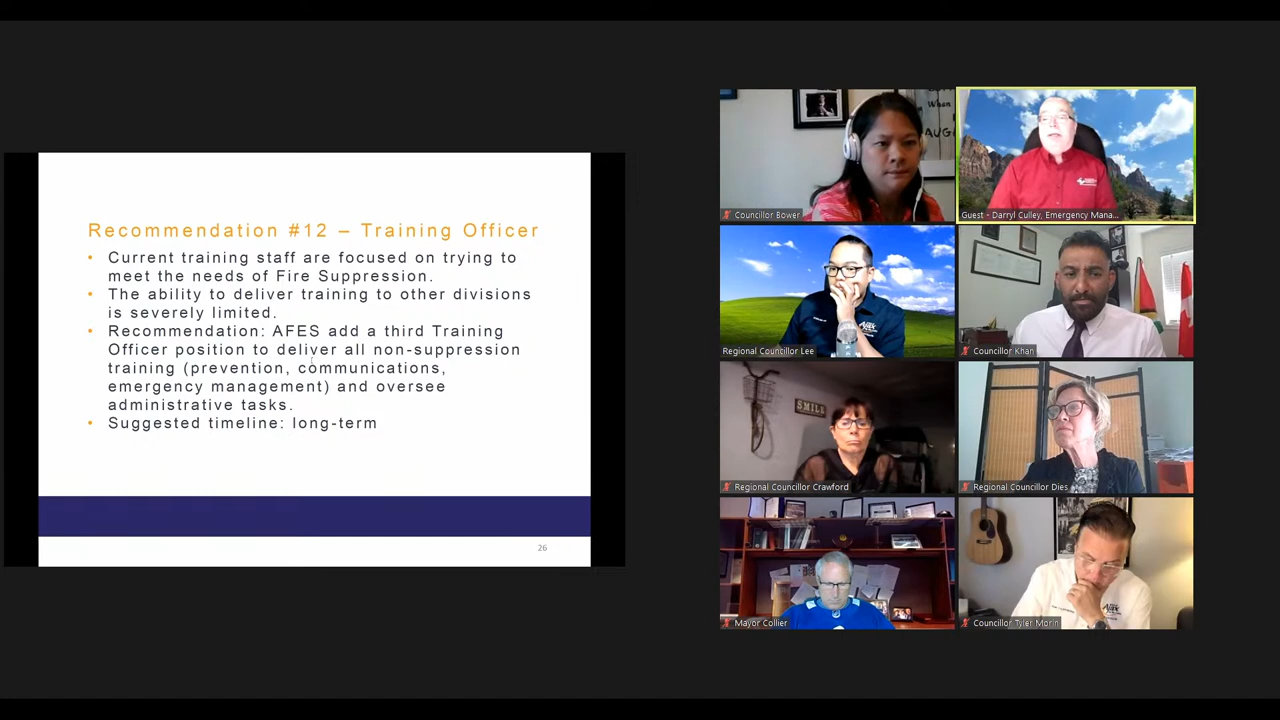 Recommendation #12 – Training Officer
• Current training staff are focused on trying to
meet the needs of Fire Suppression.
• The ability to deliver training to other divisions
is severely limited.
• Recommendation: AFES add a third Training
Officer position to deliver all non-suppression
training (prevention, communications,
emergency management) and oversee
administrative tasks.
• Suggested timeline: long-term
26
When
AUG
Councillor Bower
Guest - Darryl Culley, Emergency Mana...
Regional Councillor Lee
Councillor Khan
SMILE
Regional Councillor Crawford
Regional Councillor Dies
Mayor Collier
Ajax
Councillor Tyler Morin